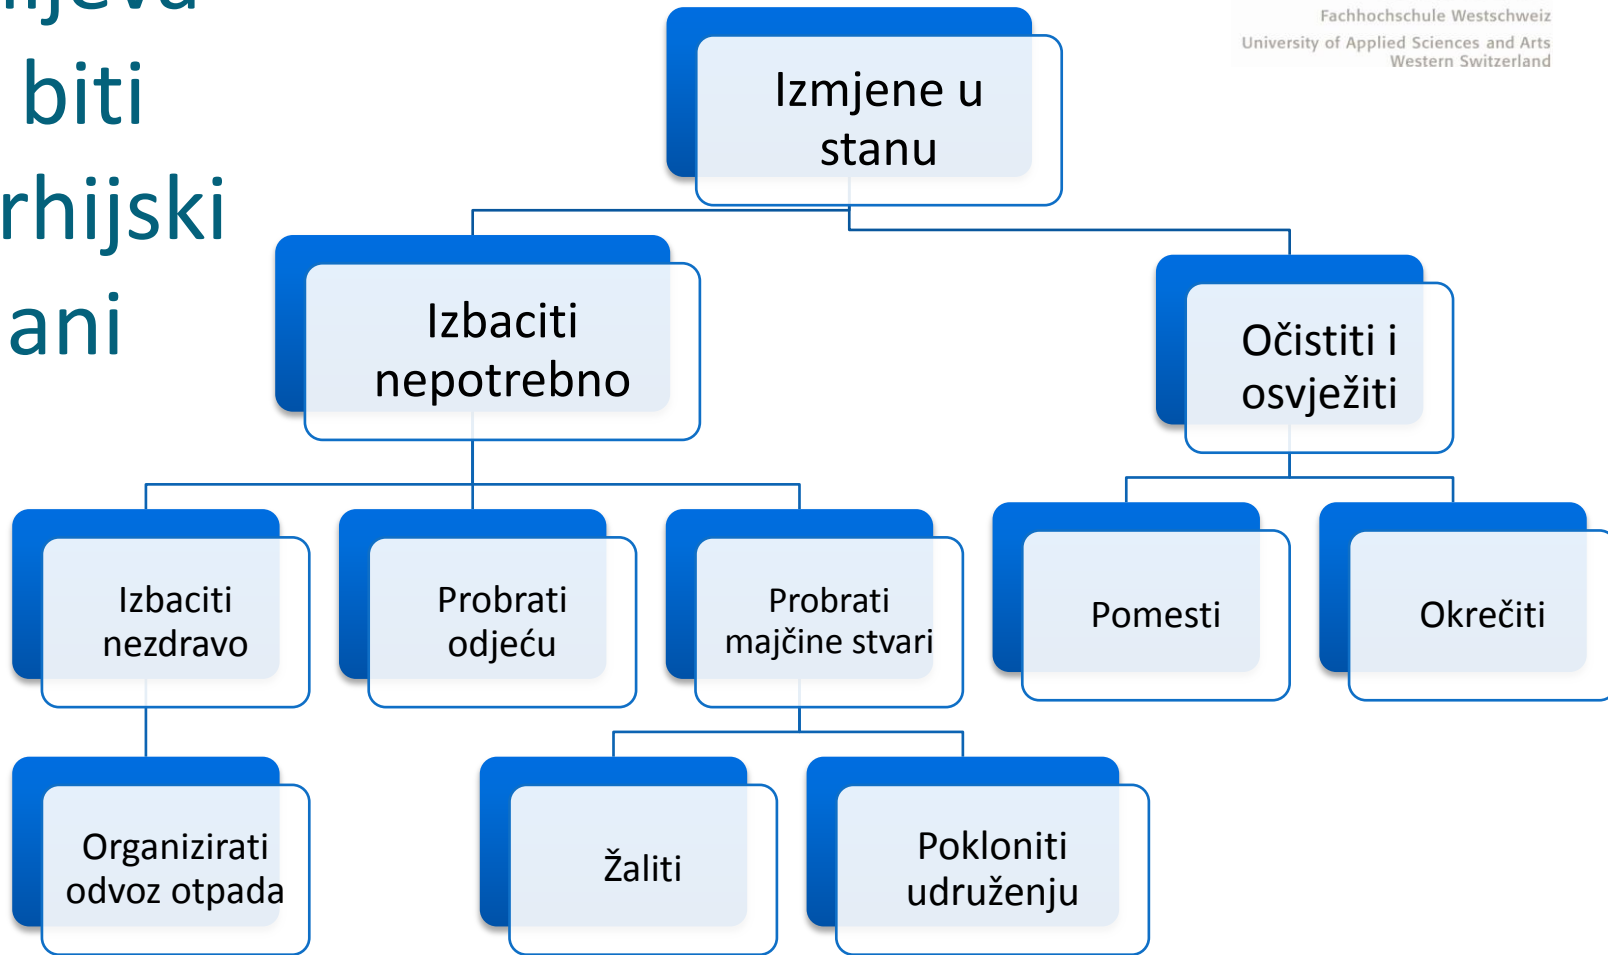 biti
ani
Fachhochschule Westschweiz
University of Applied Sciences and Arts
Western Switzerland
Izmjene u
stanu
Izbaciti
nepotrebno
Očistiti i
osvježiti
Izbaciti
nezdravo
Probrati
odjeću
Probrati
majčine stvari
Pomesti
Okrečiti
Organizirati
odvoz otpada
Žaliti
Pokloniti
udruženju